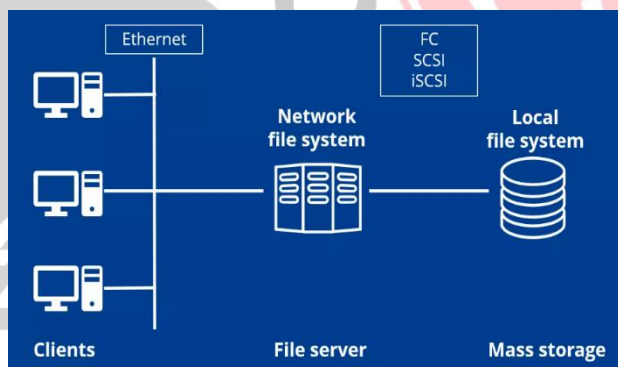 Ethernet
FC
SCSI
iSCSI
Network
file system
Local
file system
Clients
File server
Mass storage